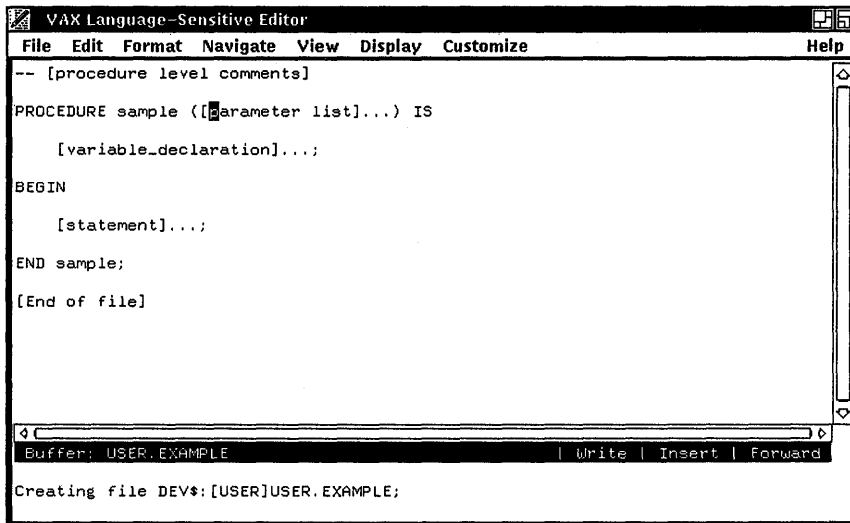 VAX Language-Sensitive Editor
File Edit Format Navigate View Display Customize Help
-- [procedure level comments]
PROCEDURE sample ([parameter list]...) IS
[variable_declaration]...;
BEGIN
[statement]...;
END sample;
[End of file]
Buffer: USER.EXAMPLE | Write | Insert | Forward
Creating file DEV$:[USER]USER.EXAMPLE;